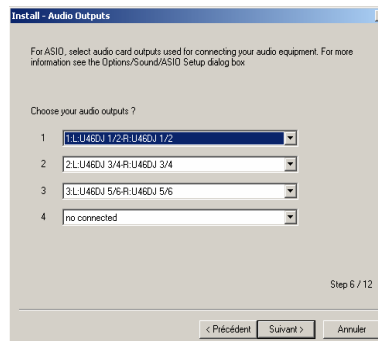 Install - Audio Outputs
For ASIO, select audio card outputs used for connecting your audio equipment. For more
information see the Options/Sound/ASIO Setup dialog box
Choose your audio outputs ?
1 1:L:U46DJ 1/2-R:U46DJ 1/2
2 2:L:U46DJ 3/4-R:U46DJ 3/4
3 3:L:U46DJ 5/6-R:U46DJ 5/6
4 no connected
Step 6 / 12
< Précédent Suivant > Annuler